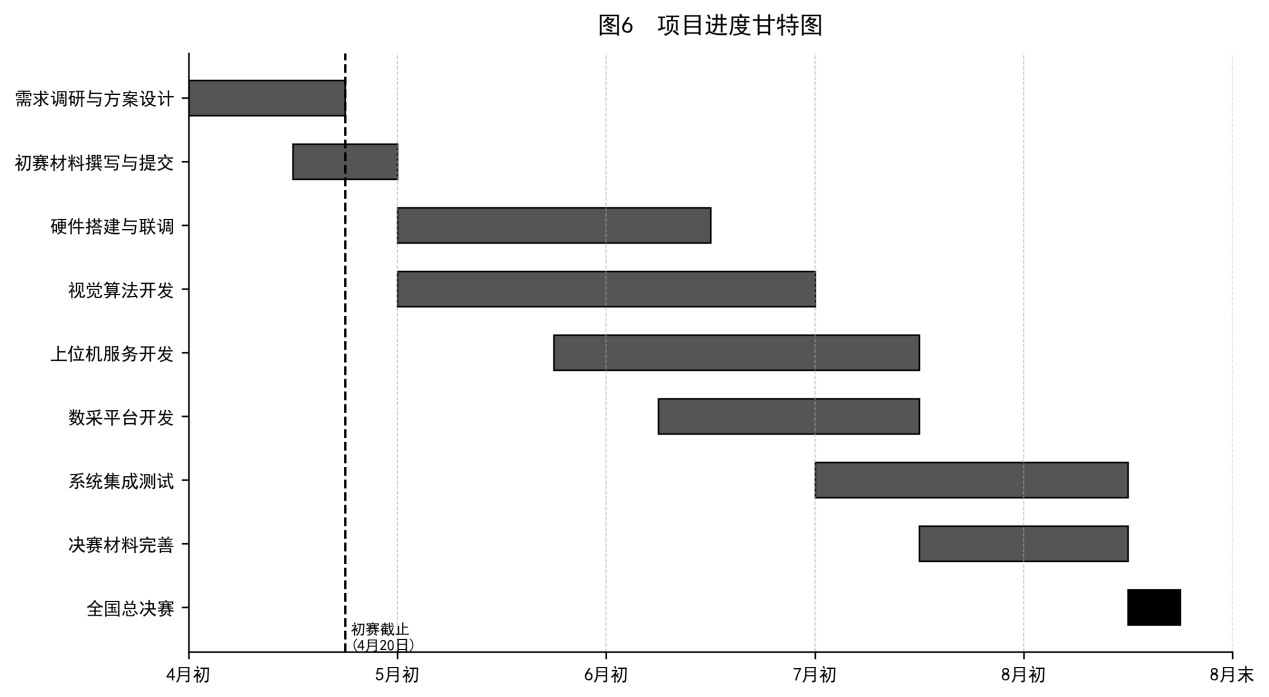 图6　项目进度甘特图
需求调研与方案设计
初赛材料撰写与提交
硬件搭建与联调
视觉算法开发
上位机服务开发
数采平台开发
系统集成测试
决赛材料完善
全国总决赛
初赛截止
(4月20日)
4月初
5月初
6月初
7月初
8月初
8月末